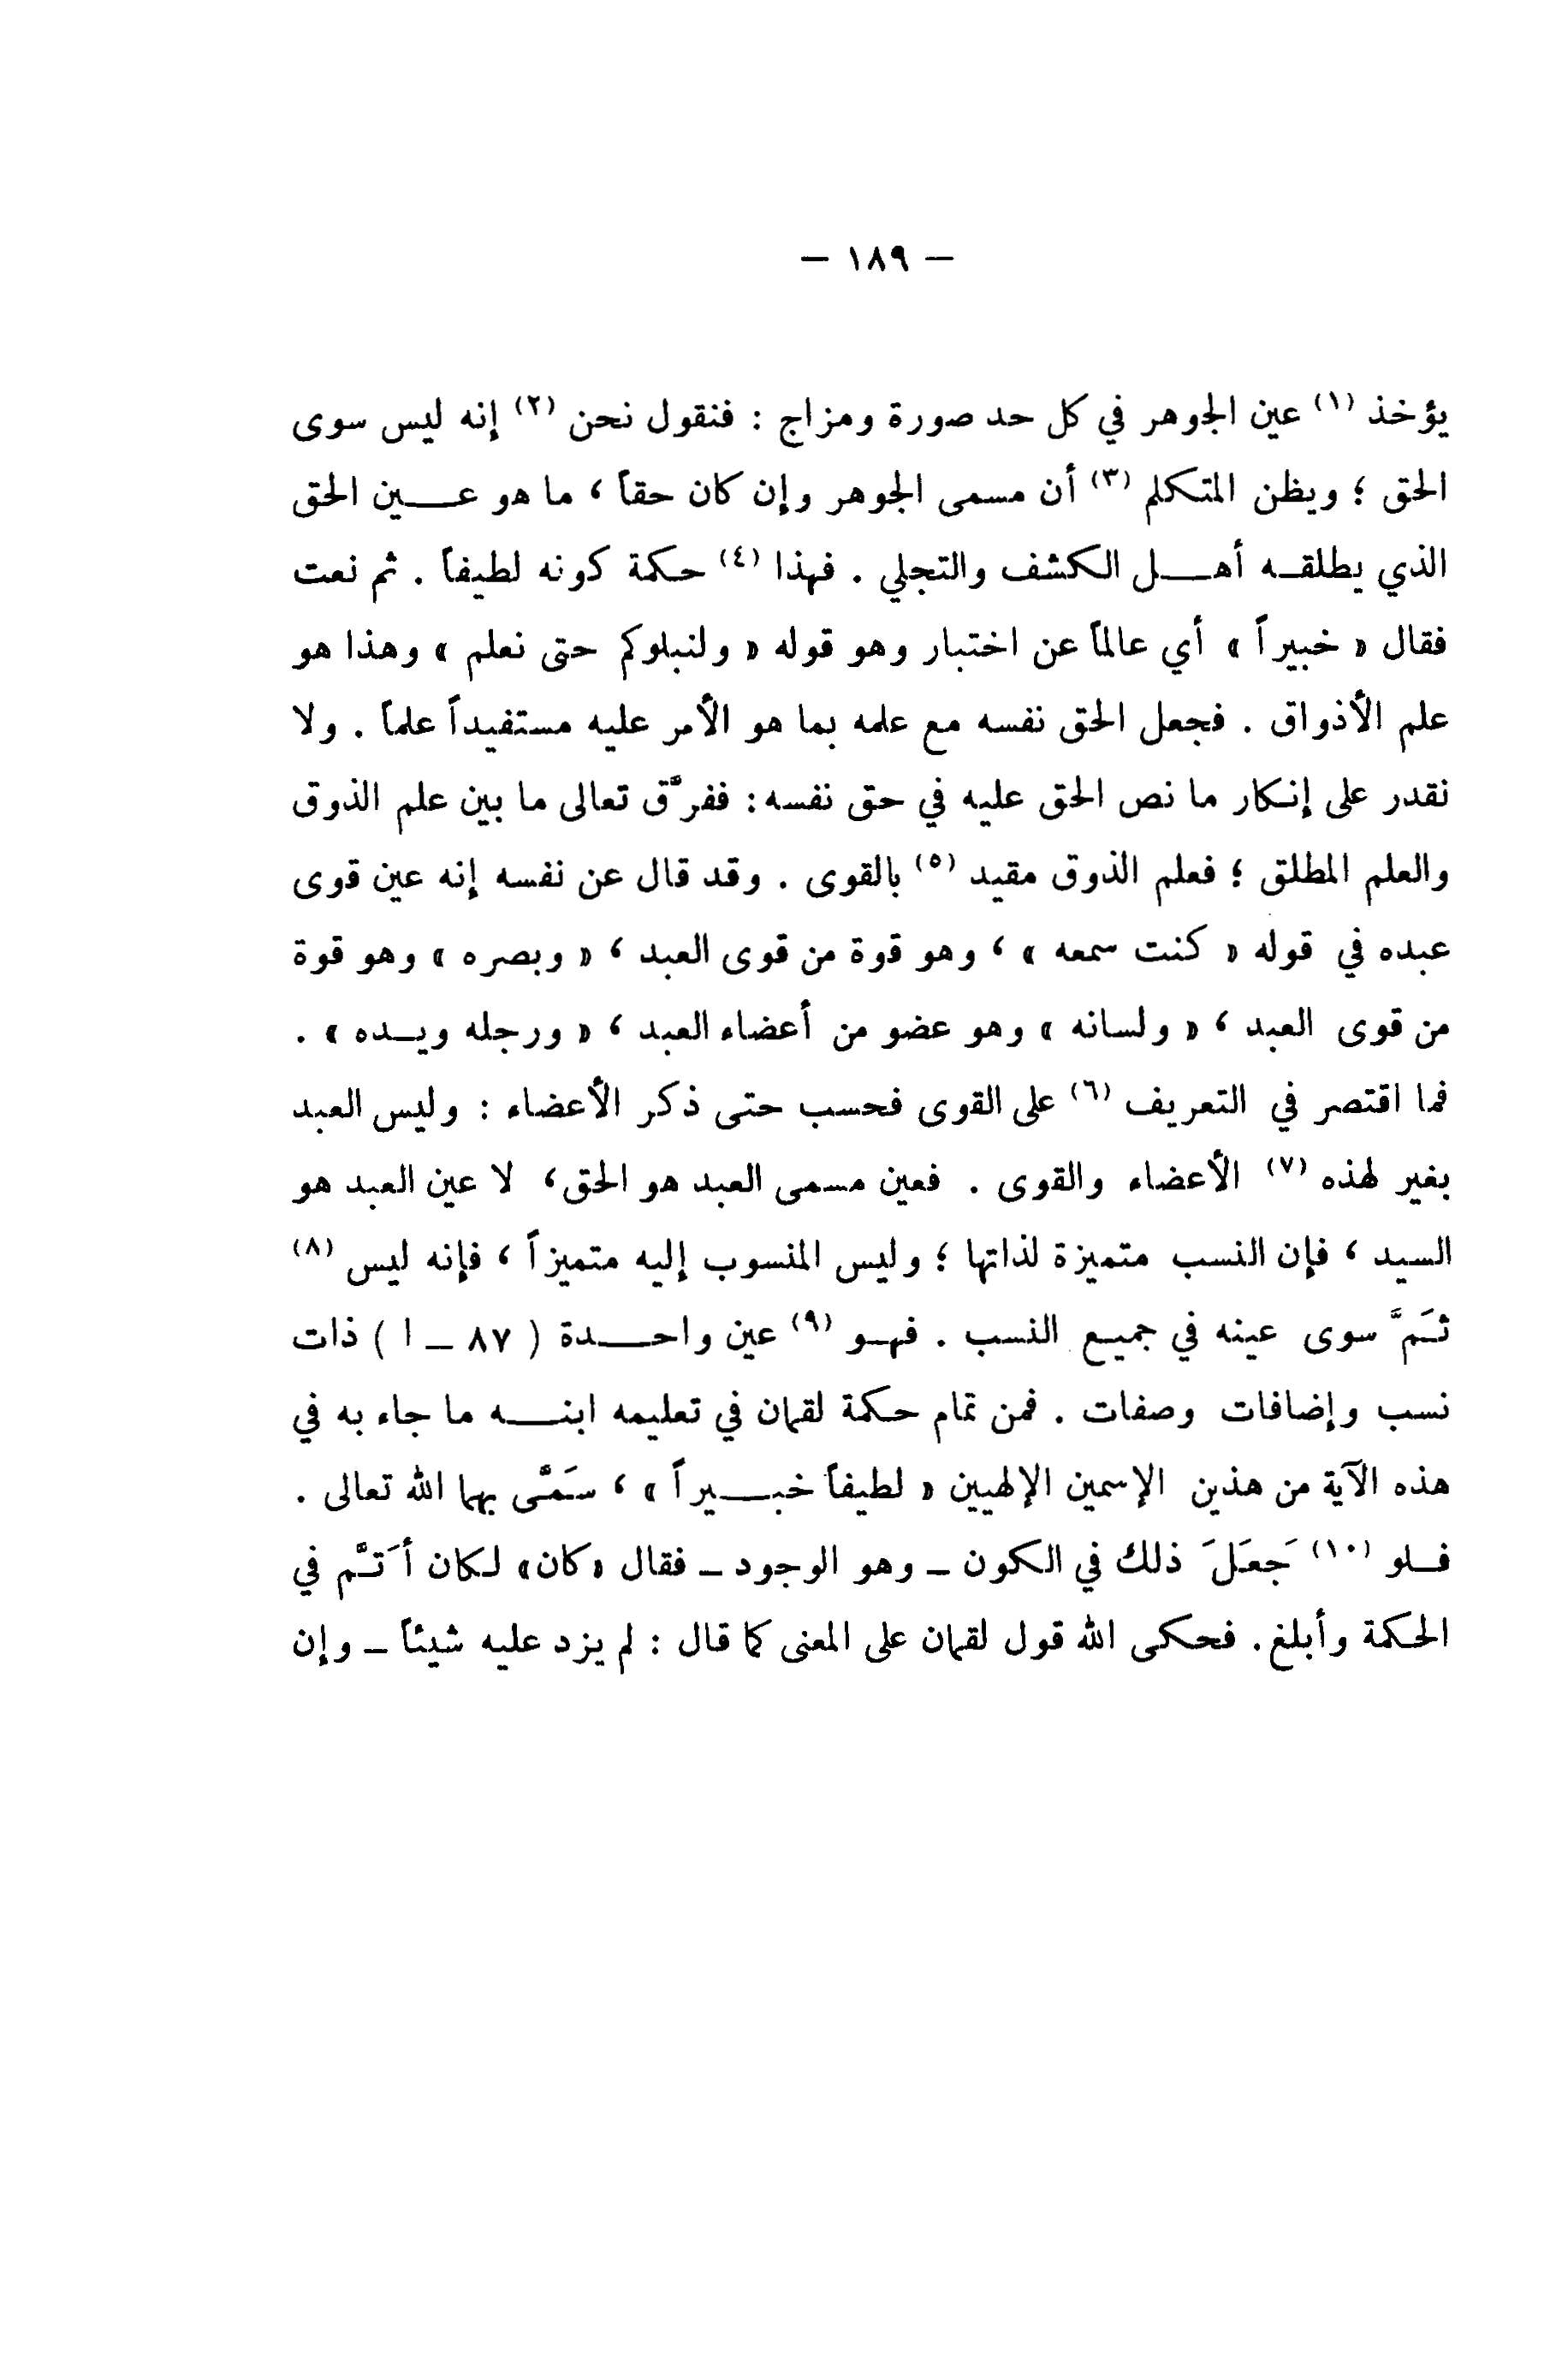 — ١٨٩ —
يؤخذ (١) عين الجوهر في كل حد صورة ومزاج : فنقول نحن (٢) إنه ليس سوى
الحق ؛ ويظن المتكلم (٣) أن مسمى الجوهر وإن كان حقاً ، ما هو عين الحق
الذي يطلقه أهل الكشف والتجلي . فهذا (٤) حكمة كونه لطيفاً . ثم نعت
فقال « خبيراً » أي عالماً عن اختبار وهو قوله « ولنبلوكم حتى نعلم » وهذا هو
علم الأذواق . فجعل الحق نفسه مع علمه بما هو الأمر عليه مستفيداً علماً . ولا
نقدر على إنكار ما نص الحق عليه في حق نفسه : ففرَّق تعالى ما بين علم الذوق
والعلم المطلق ؛ فعلم الذوق مقيد (٥) بالقوى . وقد قال عن نفسه إنه عين قوى
عبده في قوله « كنت سمعه » ، وهو قوة من قوى العبد ، « وبصره » وهو قوة
من قوى العبد ، « ولسانه » وهو عضو من أعضاء العبد ، « ورجله ويده » .
فما اقتصر في التعريف (٦) على القوى فحسب حتى ذكر الأعضاء : وليس العبد
بغير لهذه (٧) الأعضاء والقوى . فعين مسمى العبد هو الحق ، لا عين العبد هو
السيد ، فإن النسب متميزة لذاتها ؛ وليس المنسوب إليه متميزاً ، فإنه ليس (٨)
ثَمَّ سوى عينه في جميع النسب . فهو (٩) عين واحدة ( ٨٧ – ا ) ذات
نسب وإضافات وصفات . فمن تمام حكمة لقمان في تعليمه ابنه ما جاء به في
هذه الآية من هذين الإسمين الإلهيين « لطيفاً خبيراً » ، سَمَّى بهما الله تعالى .
فلو (١٠) جَعَلَ ذلك في الكون – وهو الوجود – فقال «كان» لكان أَتمَّ في
الحكمة وأبلغ . فحكى الله قول لقمان على المعنى كما قال : لم يزد عليه شيئاً – وإن